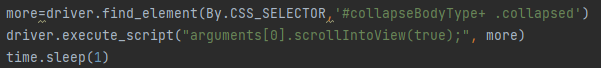 more=driver.find_element(By.CSS_SELECTOR,'#collapseBodyType+ .collapsed')
driver.execute_script("arguments[0].scrollIntoView(true);", more)
time.sleep(1)